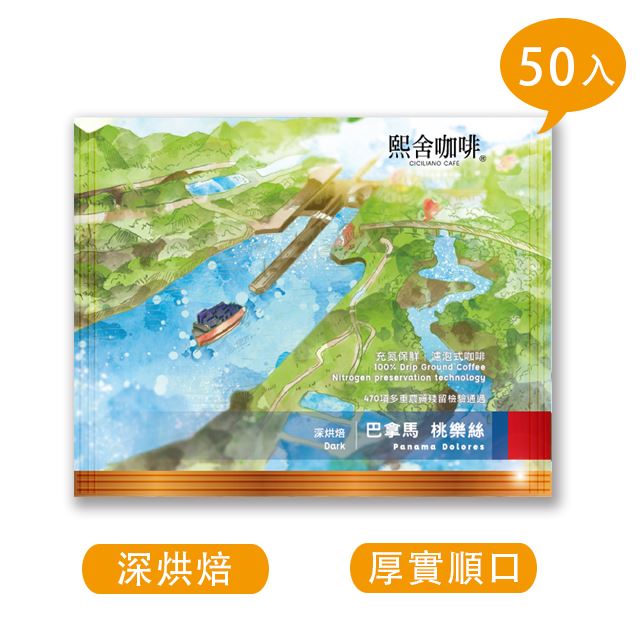 50入
熙舍咖啡®
CICILIANO CAFE
充氮保鮮 濾泡式咖啡
100% Drip Ground Coffee
Nitrogen preservation technology
470項多重農藥殘留檢驗通過
深烘焙 巴拿馬 桃樂絲
Dark Panama Dolores
深烘焙 厚實順口